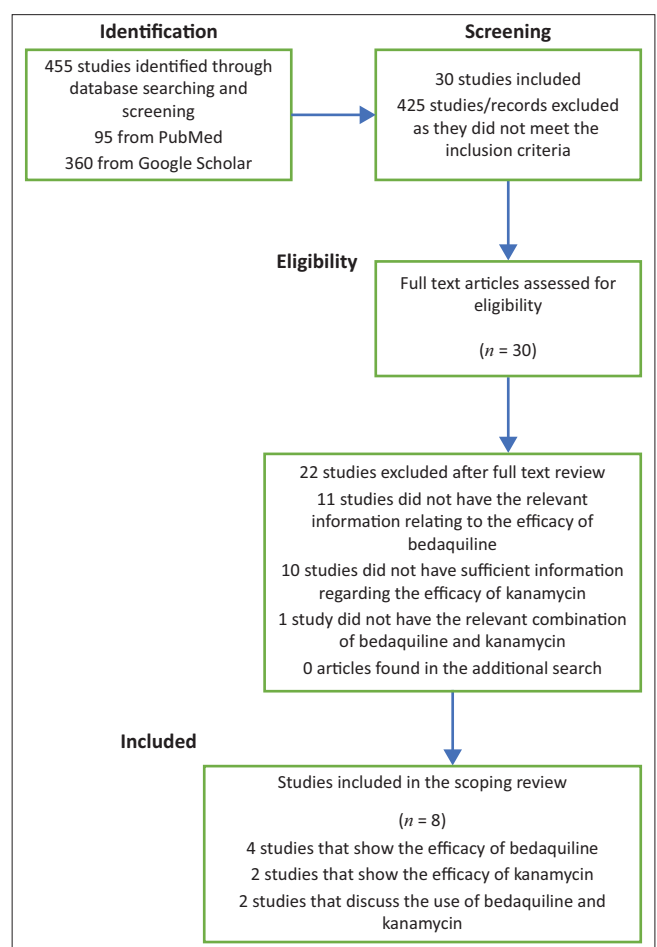 Identification
455 studies identified through
database searching and
screening
95 from PubMed
360 from Google Scholar
Screening
30 studies included
425 studies/records excluded
as they did not meet the
inclusion criteria
Eligibility
Full text articles assessed for
eligibility
(n = 30)
22 studies excluded after full text review
11 studies did not have the relevant
information relating to the efficacy of
bedaquiline
10 studies did not have sufficient information
regarding the efficacy of kanamycin
1 study did not have the relevant combination
of bedaquiline and kanamycin
0 articles found in the additional search
Included
Studies included in the scoping review
(n = 8)
4 studies that show the efficacy of bedaquiline
2 studies that show the efficacy of kanamycin
2 studies that discuss the use of bedaquiline and
kanamycin